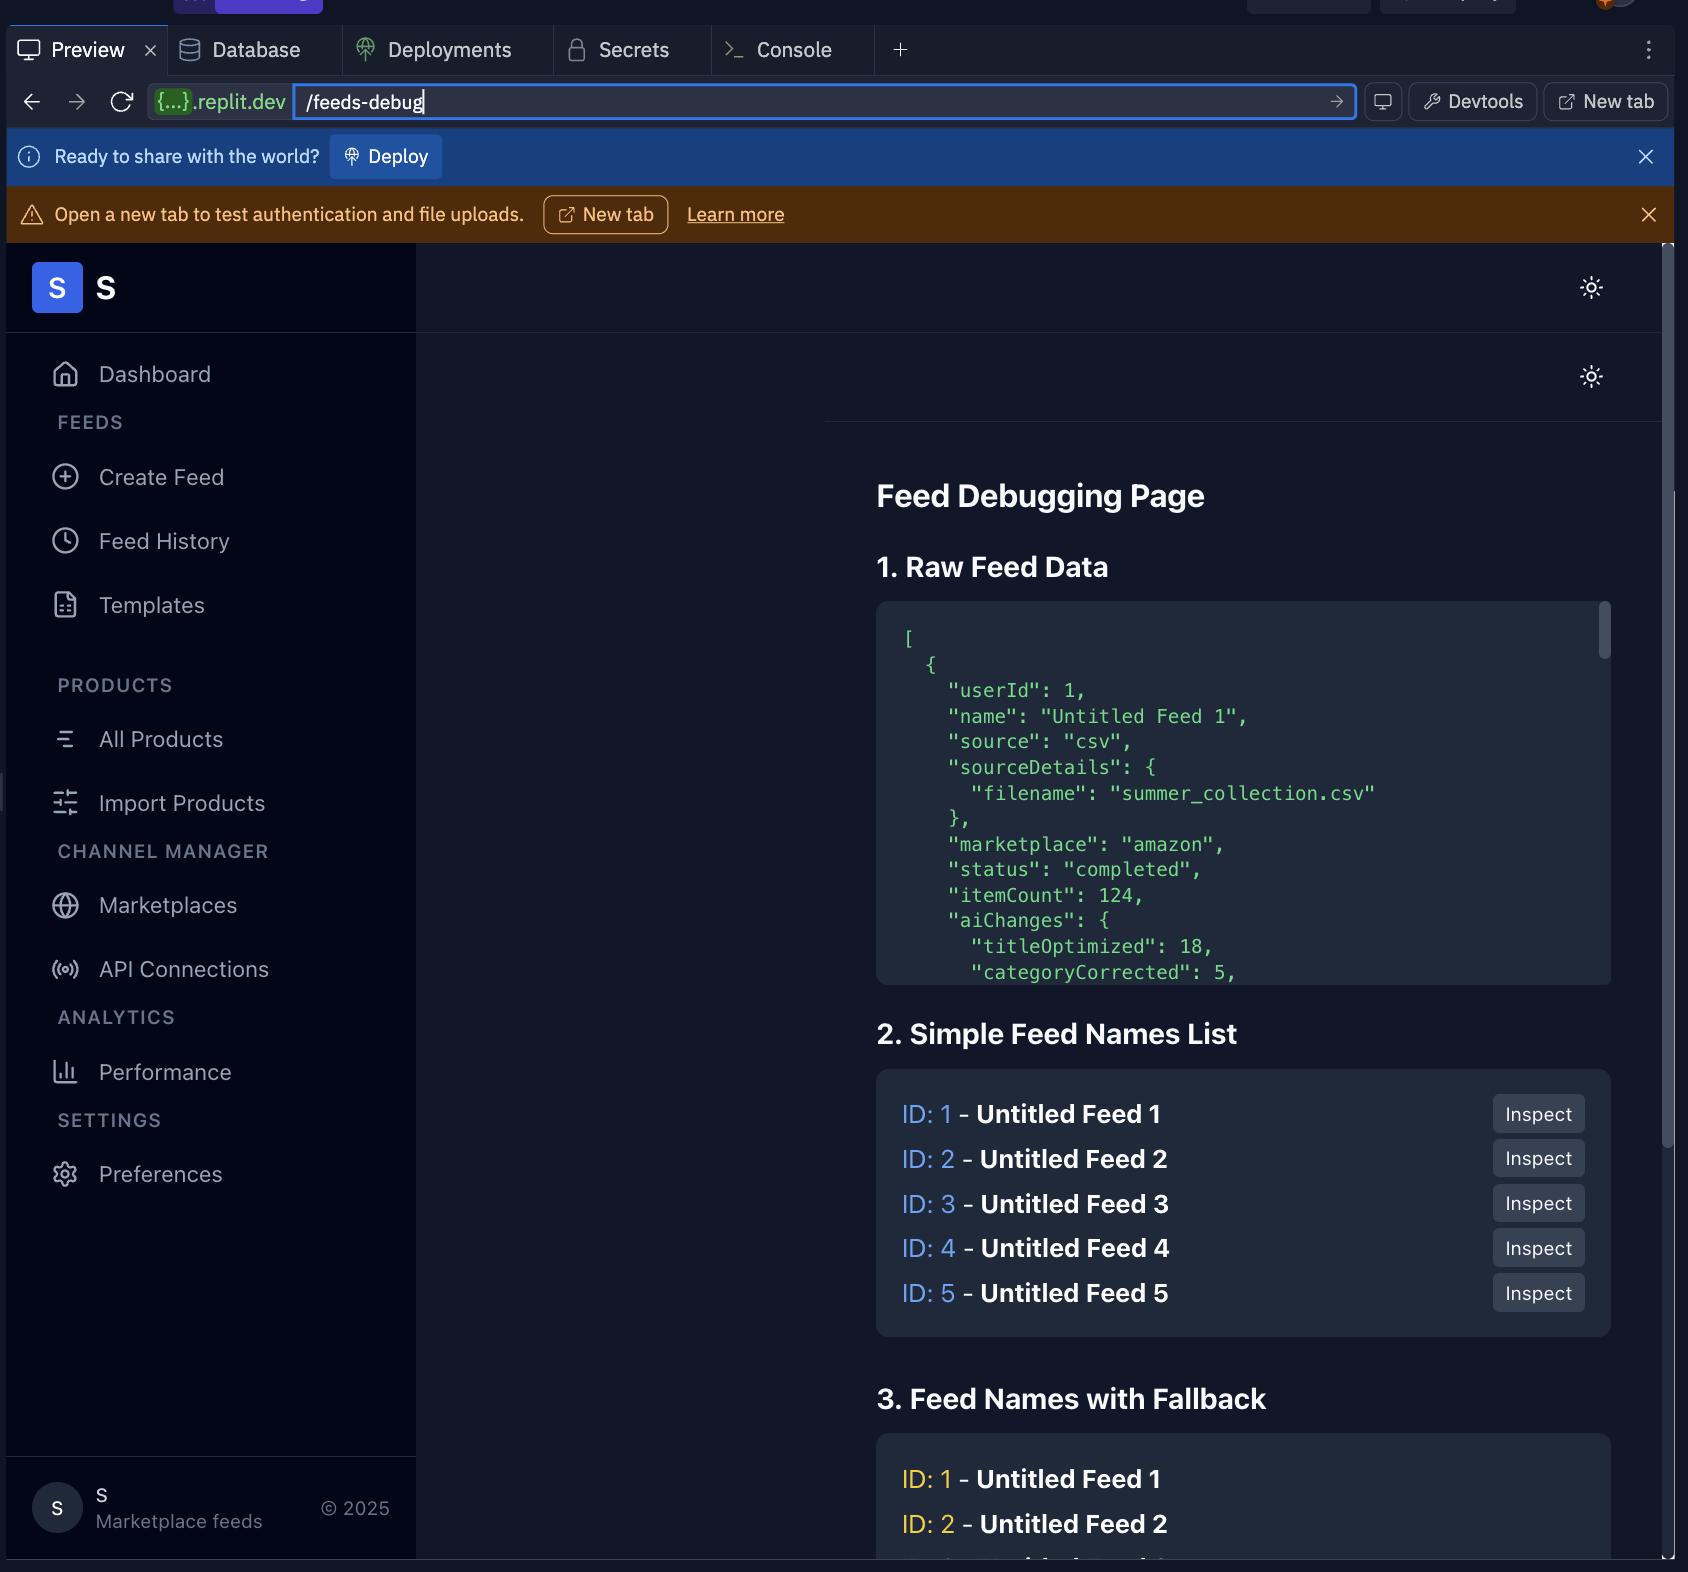 Preview
Database
Deployments
Secrets
Console
{...}.replit.dev
/feeds-debug
Devtools
New tab
Ready to share with the world?
Deploy
Open a new tab to test authentication and file uploads.
New tab
Learn more
S
S
Dashboard
FEEDS
Create Feed
Feed History
Templates
PRODUCTS
All Products
Import Products
CHANNEL MANAGER
Marketplaces
API Connections
ANALYTICS
Performance
SETTINGS
Preferences
S
S
Marketplace feeds
© 2025
Feed Debugging Page
1. Raw Feed Data
[
{
"userId": 1,
"name": "Untitled Feed 1",
"source": "csv",
"sourceDetails": {
"filename": "summer_collection.csv"
},
"marketplace": "amazon",
"status": "completed",
"itemCount": 124,
"aiChanges": {
"titleOptimized": 18,
"categoryCorrected": 5,
2. Simple Feed Names List
ID: 1 - Untitled Feed 1
Inspect
ID: 2 - Untitled Feed 2
Inspect
ID: 3 - Untitled Feed 3
Inspect
ID: 4 - Untitled Feed 4
Inspect
ID: 5 - Untitled Feed 5
Inspect
3. Feed Names with Fallback
ID: 1 - Untitled Feed 1
ID: 2 - Untitled Feed 2